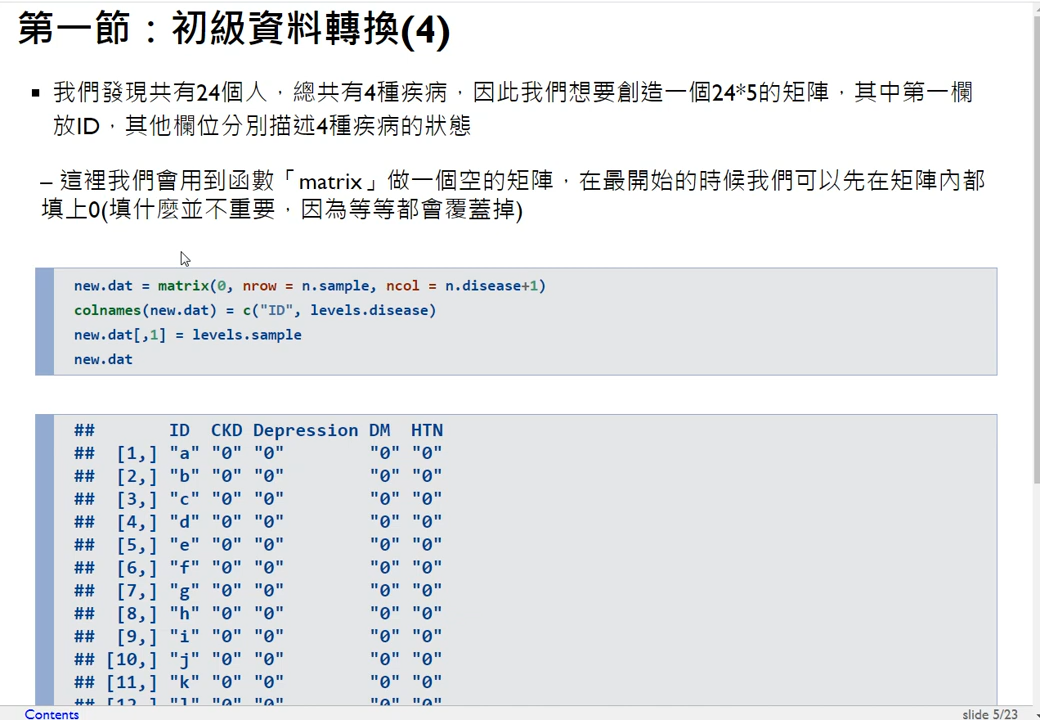 第一節：初級資料轉換(4)
▪ 我們發現共有24個人，總共有4種疾病，因此我們想要創造一個24*5的矩陣，其中第一欄
放ID，其他欄位分別描述4種疾病的狀態
– 這裡我們會用到函數「matrix」做一個空的矩陣，在最開始的時候我們可以先在矩陣內都
填上0(填什麼並不重要，因為等等都會覆蓋掉)
new.dat = matrix(0, nrow = n.sample, ncol = n.disease+1)
colnames(new.dat) = c("ID", levels.disease)
new.dat[,1] = levels.sample
new.dat
##       ID  CKD Depression DM  HTN
##  [1,] "a" "0" "0"        "0" "0"
##  [2,] "b" "0" "0"        "0" "0"
##  [3,] "c" "0" "0"        "0" "0"
##  [4,] "d" "0" "0"        "0" "0"
##  [5,] "e" "0" "0"        "0" "0"
##  [6,] "f" "0" "0"        "0" "0"
##  [7,] "g" "0" "0"        "0" "0"
##  [8,] "h" "0" "0"        "0" "0"
##  [9,] "i" "0" "0"        "0" "0"
## [10,] "j" "0" "0"        "0" "0"
## [11,] "k" "0" "0"        "0" "0"
## [12,] "l" "0" "0"        "0" "0"
Contents
slide 5/23